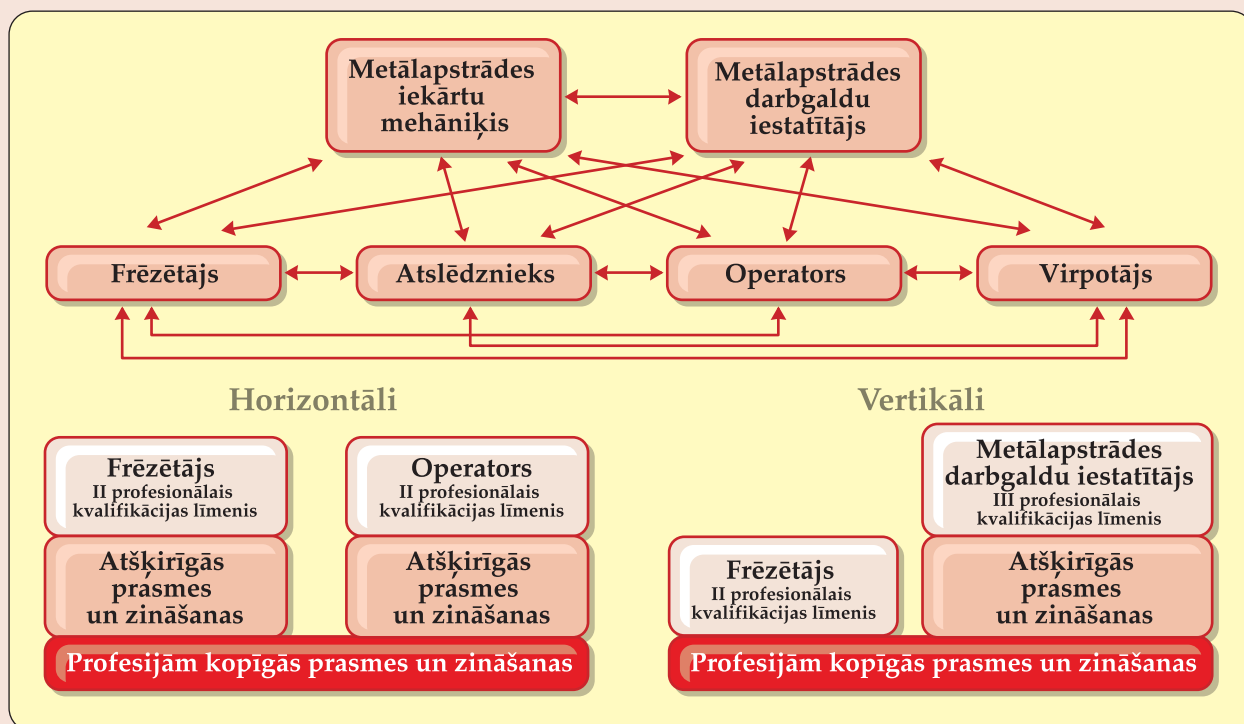 Metālapstrādes
iekārtu
mehāniķis
Metālapstrādes
darbgaldu
iestatītājs
Frēzētājs
Atslēdznieks
Operators
Virpotājs
Horizontāli
Vertikāli
Frēzētājs
II profesionālais
kvalifikācijas līmenis
Operators
II profesionālais
kvalifikācijas līmenis
Atšķirīgās
prasmes
un zināšanas
Atšķirīgās
prasmes
un zināšanas
Profesijām kopīgās prasmes un zināšanas
Metālapstrādes
darbgaldu iestatītājs
III profesionālais
kvalifikācijas līmenis
Frēzētājs
II profesionālais
kvalifikācijas līmenis
Atšķirīgās
prasmes
un zināšanas
Profesijām kopīgās prasmes un zināšanas